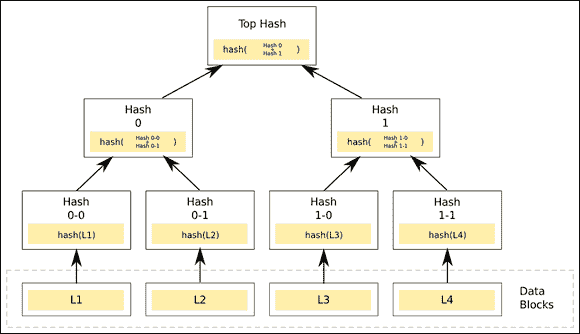 Top Hash
hash( Hash 0 + Hash 1 )
Hash
0
hash( Hash 0-0 + Hash 0-1 )
Hash
1
hash( Hash 1-0 + Hash 1-1 )
Hash
0-0
hash(L1)
Hash
0-1
hash(L2)
Hash
1-0
hash(L3)
Hash
1-1
hash(L4)
L1
L2
L3
L4
Data
Blocks